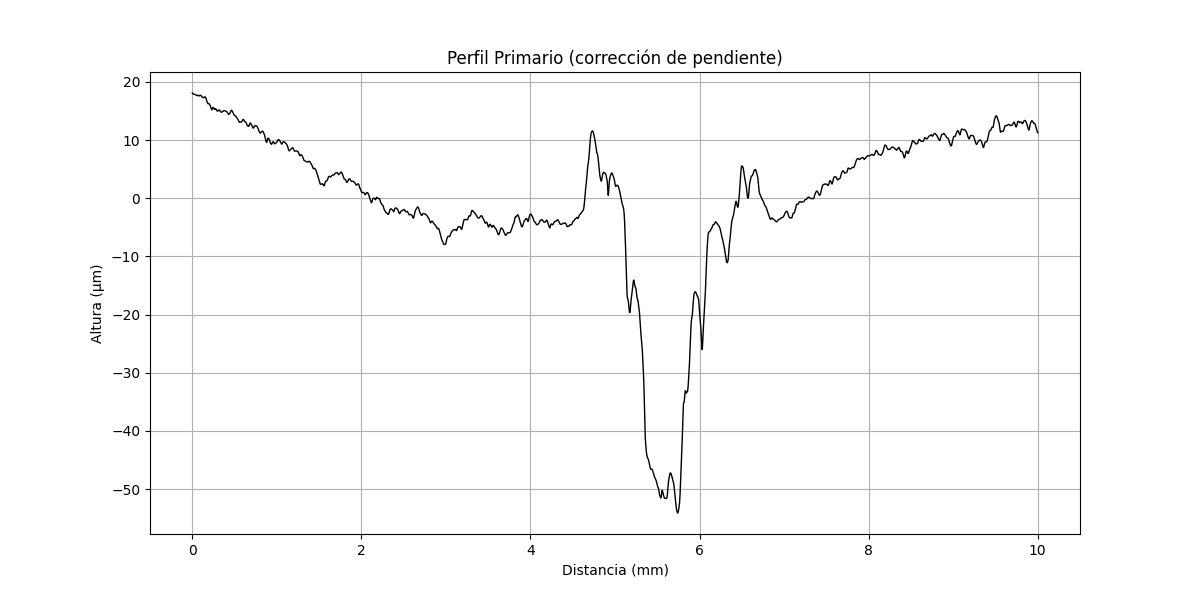 Perfil Primario (corrección de pendiente)
20
10
0
−10
−20
−30
−40
−50
Altura (µm)
0 2 4 6 8 10
Distancia (mm)